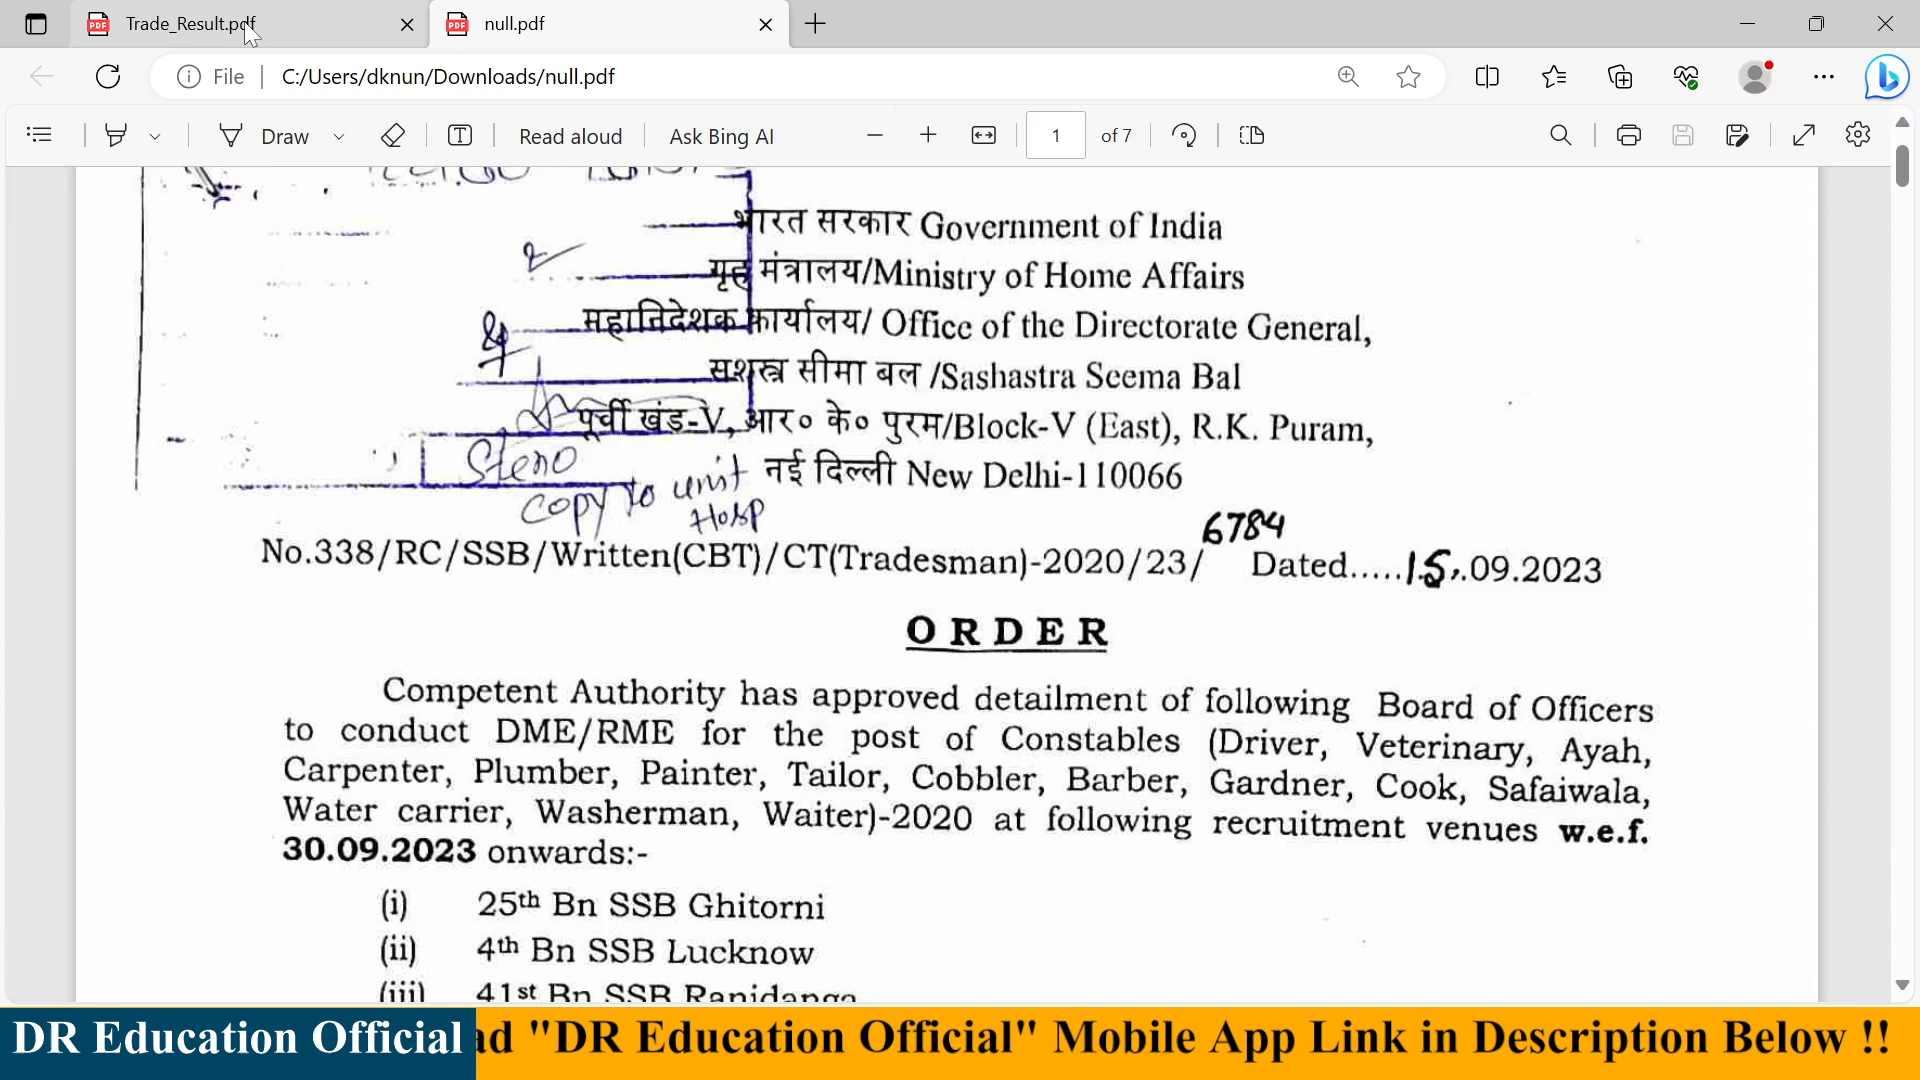 Trade_Result.pdf
null.pdf
File
C:/Users/dknun/Downloads/null.pdf
Draw
Read aloud
Ask Bing AI
1 of 7
भारत सरकार Government of India
गृह मंत्रालय/Ministry of Home Affairs
महानिदेशक कार्यालय/ Office of the Directorate General,
सशस्त्र सीमा बल /Sashastra Seema Bal
पूर्वी खंड-V, आर० के० पुरम/Block-V (East), R.K. Puram,
नई दिल्ली New Delhi-110066
Steno
Copy to unit
Hosp
6784
No.338/RC/SSB/Written(CBT)/CT(Tradesman)-2020/23/ Dated.....15..09.2023
ORDER
Competent Authority has approved detailment of following Board of Officers
to conduct DME/RME for the post of Constables (Driver, Veterinary, Ayah,
Carpenter, Plumber, Painter, Tailor, Cobbler, Barber, Gardner, Cook, Safaiwala,
Water carrier, Washerman, Waiter)-2020 at following recruitment venues w.e.f.
30.09.2023 onwards:-
(i) 25th Bn SSB Ghitorni
(ii) 4th Bn SSB Lucknow
(iii) 41st Bn SSB Ranidanga
DR Education Official
ad "DR Education Official" Mobile App Link in Description Below !!